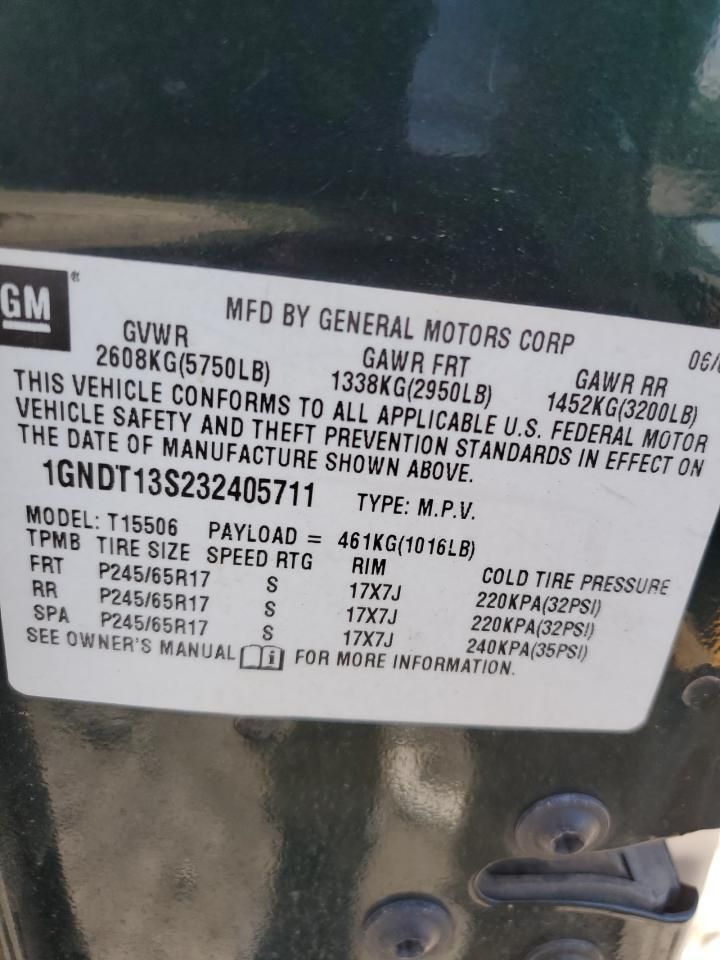 GM®
MFD BY GENERAL MOTORS CORP
06/
GVWR GAWR FRT GAWR RR
2608KG(5750LB) 1338KG(2950LB) 1452KG(3200LB)
THIS VEHICLE CONFORMS TO ALL APPLICABLE U.S. FEDERAL MOTOR
VEHICLE SAFETY AND THEFT PREVENTION STANDARDS IN EFFECT ON
THE DATE OF MANUFACTURE SHOWN ABOVE.
1GNDT13S232405711 TYPE: M.P.V.
MODEL: T15506 PAYLOAD = 461KG(1016LB)
TPMB TIRE SIZE SPEED RTG RIM COLD TIRE PRESSURE
FRT P245/65R17 S 17X7J 220KPA(32PSI)
RR P245/65R17 S 17X7J 220KPA(32PSI)
SPA P245/65R17 S 17X7J 240KPA(35PSI)
SEE OWNER'S MANUAL i FOR MORE INFORMATION.